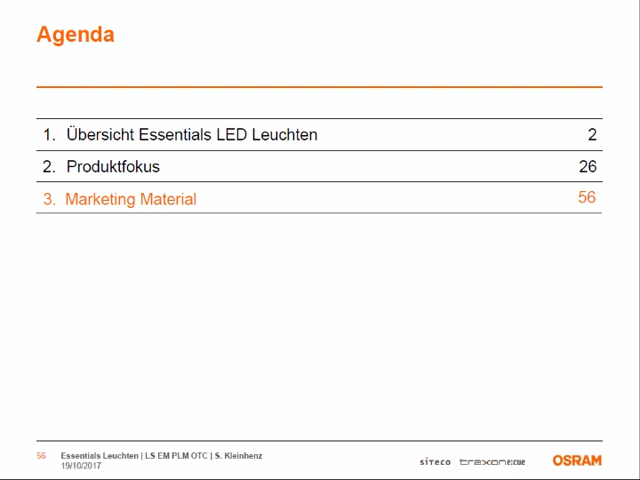 Agenda
1. Übersicht Essentials LED Leuchten 2
2. Produktfokus 26
3. Marketing Material 56
56 Essentials Leuchten | LS EM PLM OTC | S. Kleinhenz
19/10/2017
siteco traxon e:cue OSRAM